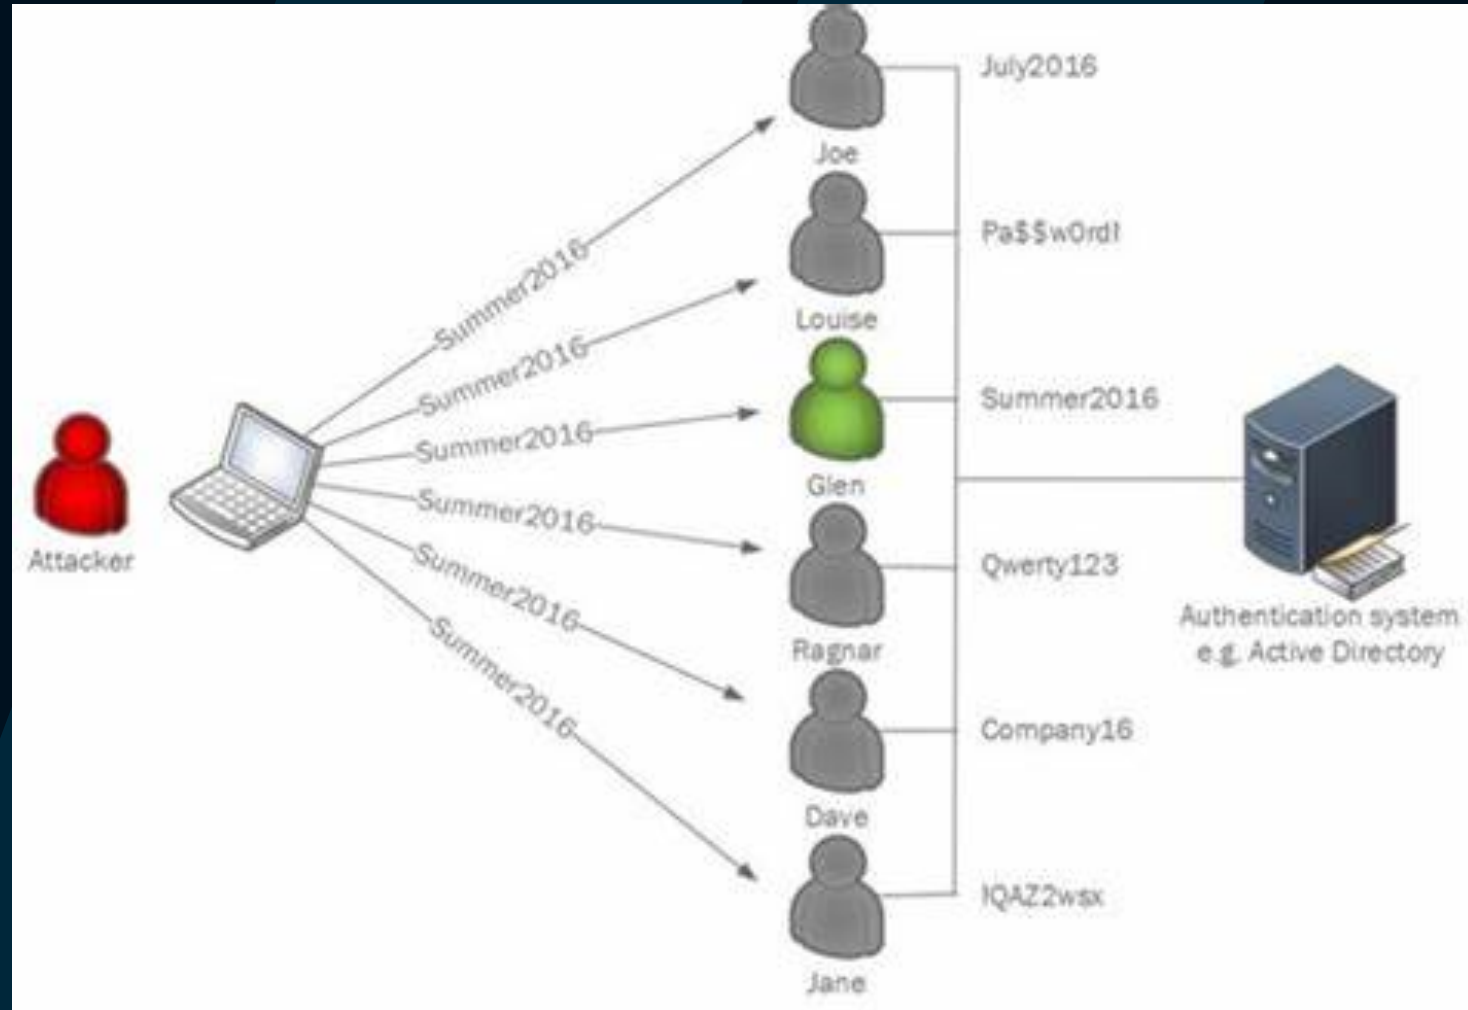 July2016
Joe
Summer2016
Pa$$w0rd!
Louise
Summer2016
Summer2016
Glen
Summer2016
Qwerty123
Ragnar
Summer2016
Company16
Dave
Summer2016
!QAZ2wsx
Jane
Summer2016
Attacker
Authentication system
e.g. Active Directory